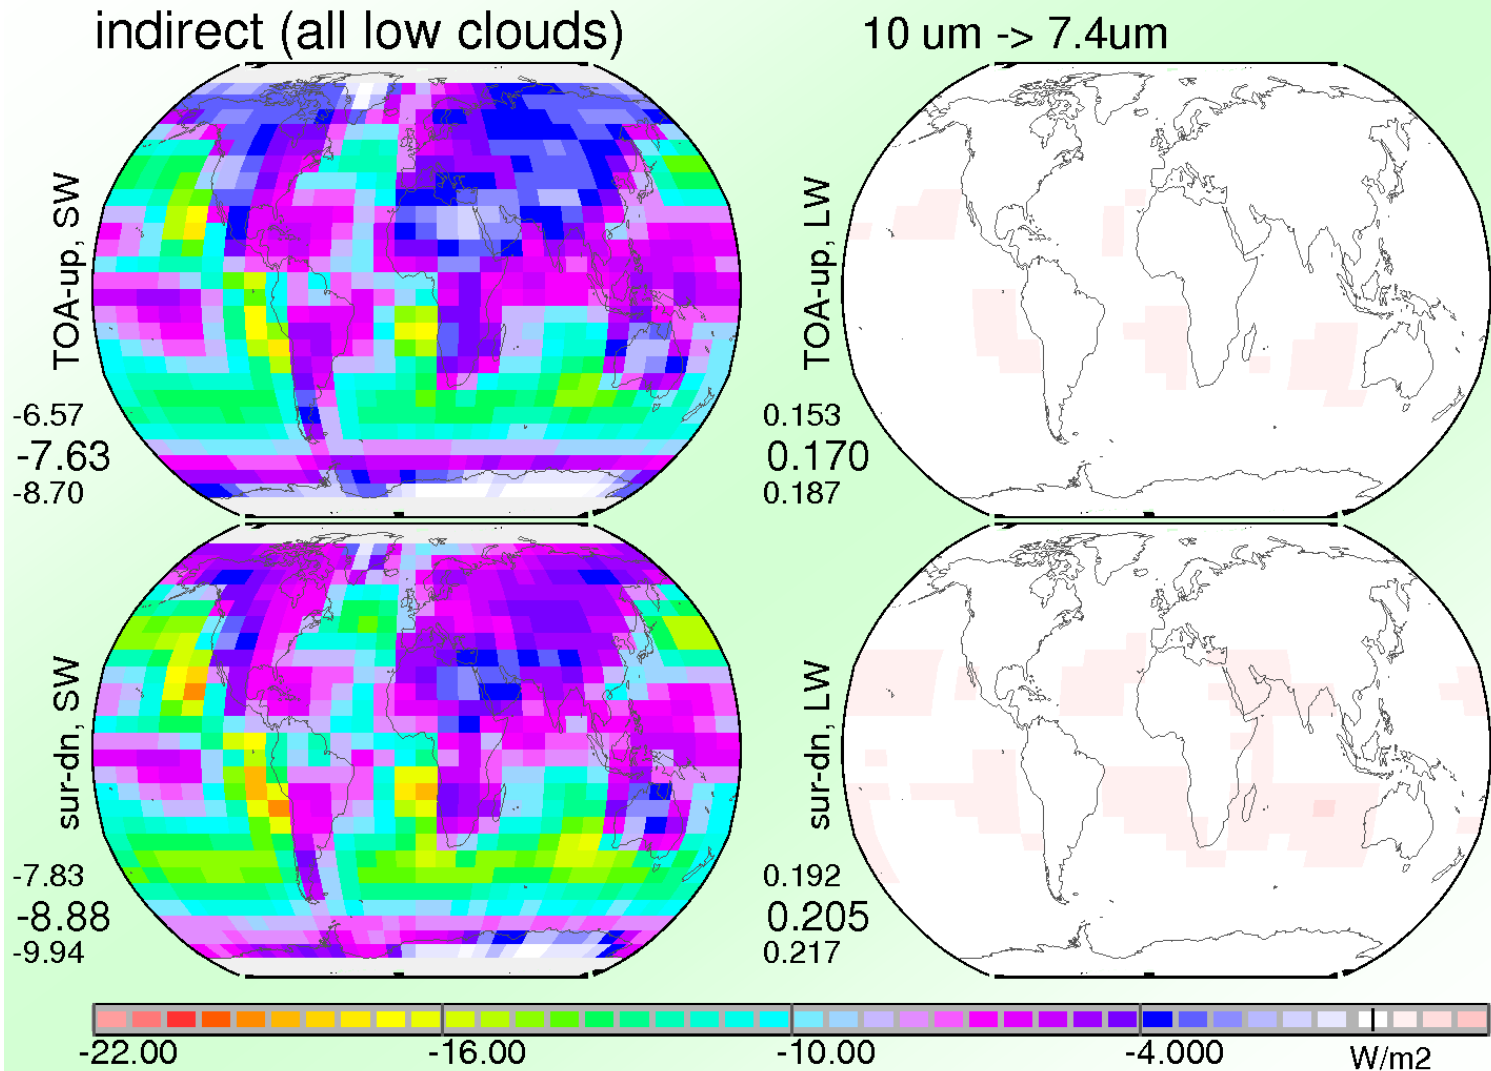 indirect (all low clouds)
10 um -> 7.4um
TOA-up, SW
-6.57
-7.63
-8.70
TOA-up, LW
0.153
0.170
0.187
sur-dn, SW
-7.83
-8.88
-9.94
sur-dn, LW
0.192
0.205
0.217
-22.00 -16.00 -10.00 -4.000 W/m2